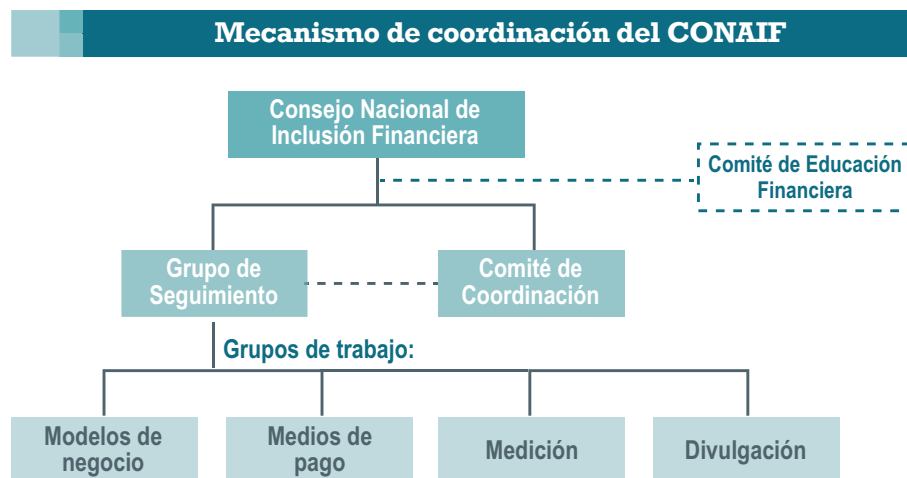 Mecanismo de coordinación del CONAIF
Consejo Nacional de
Inclusión Financiera
Comité de Educación
Financiera
Grupo de
Seguimiento
Comité de
Coordinación
Grupos de trabajo:
Modelos de
negocio
Medios de
pago
Medición
Divulgación